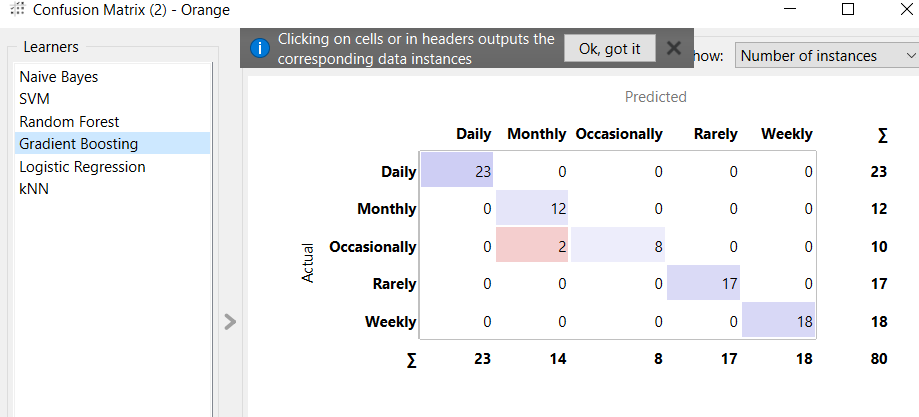 Confusion Matrix (2) - Orange
Learners
Naive Bayes
SVM
Random Forest
Gradient Boosting
Logistic Regression
kNN
Clicking on cells or in headers outputs the
corresponding data instances
Ok, got it
how: Number of instances
Predicted
Daily Monthly Occasionally Rarely Weekly ∑
Actual
Daily 23 0 0 0 0 23
Monthly 0 12 0 0 0 12
Occasionally 0 2 8 0 0 10
Rarely 0 0 0 17 0 17
Weekly 0 0 0 0 18 18
∑ 23 14 8 17 18 80